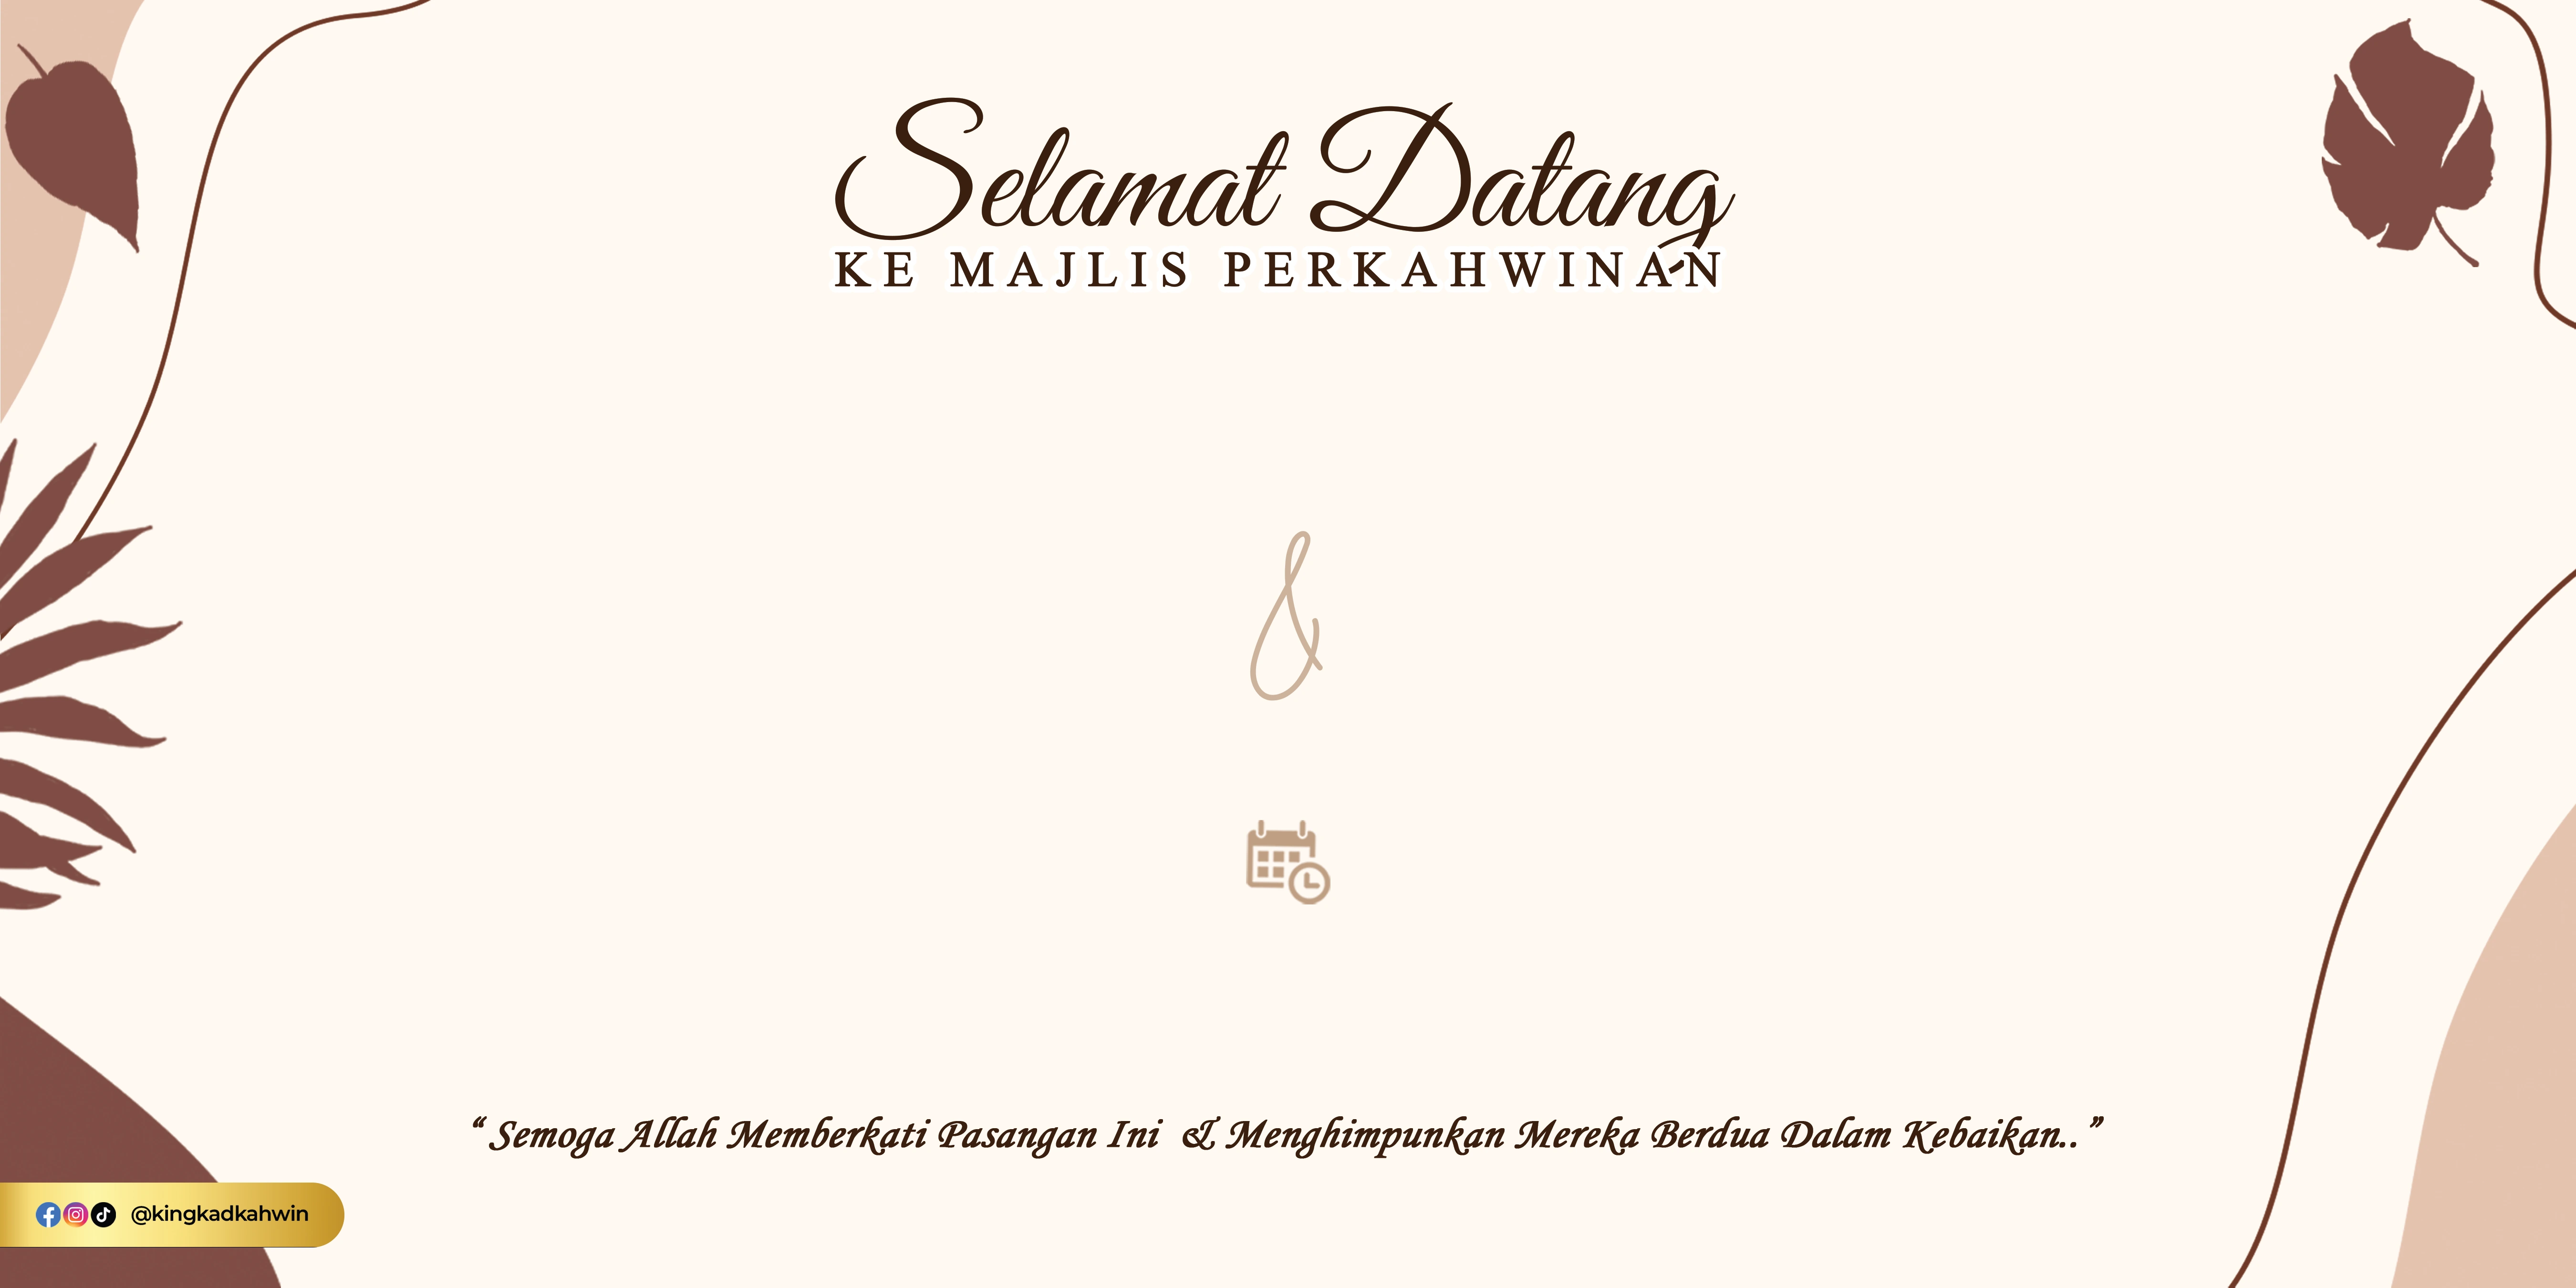 Selamat Datang
KE MAJLIS PERKAHWINAN
&
“ Semoga Allah Memberkati Pasangan Ini & Menghimpunkan Mereka Berdua Dalam Kebaikan.. ”
@kingkadkahwin